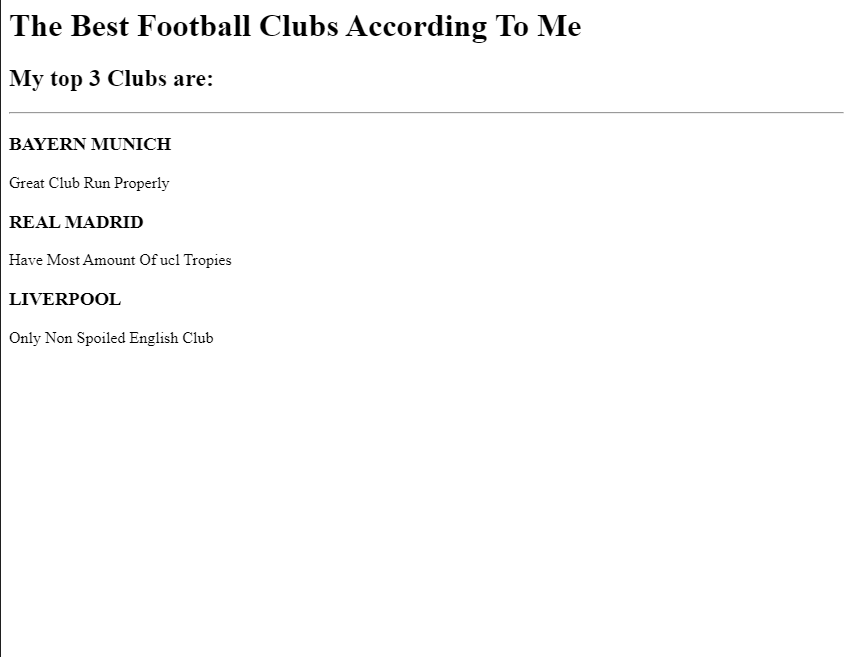 The Best Football Clubs According To Me
My top 3 Clubs are:
BAYERN MUNICH
Great Club Run Properly
REAL MADRID
Have Most Amount Of ucl Tropies
LIVERPOOL
Only Non Spoiled English Club